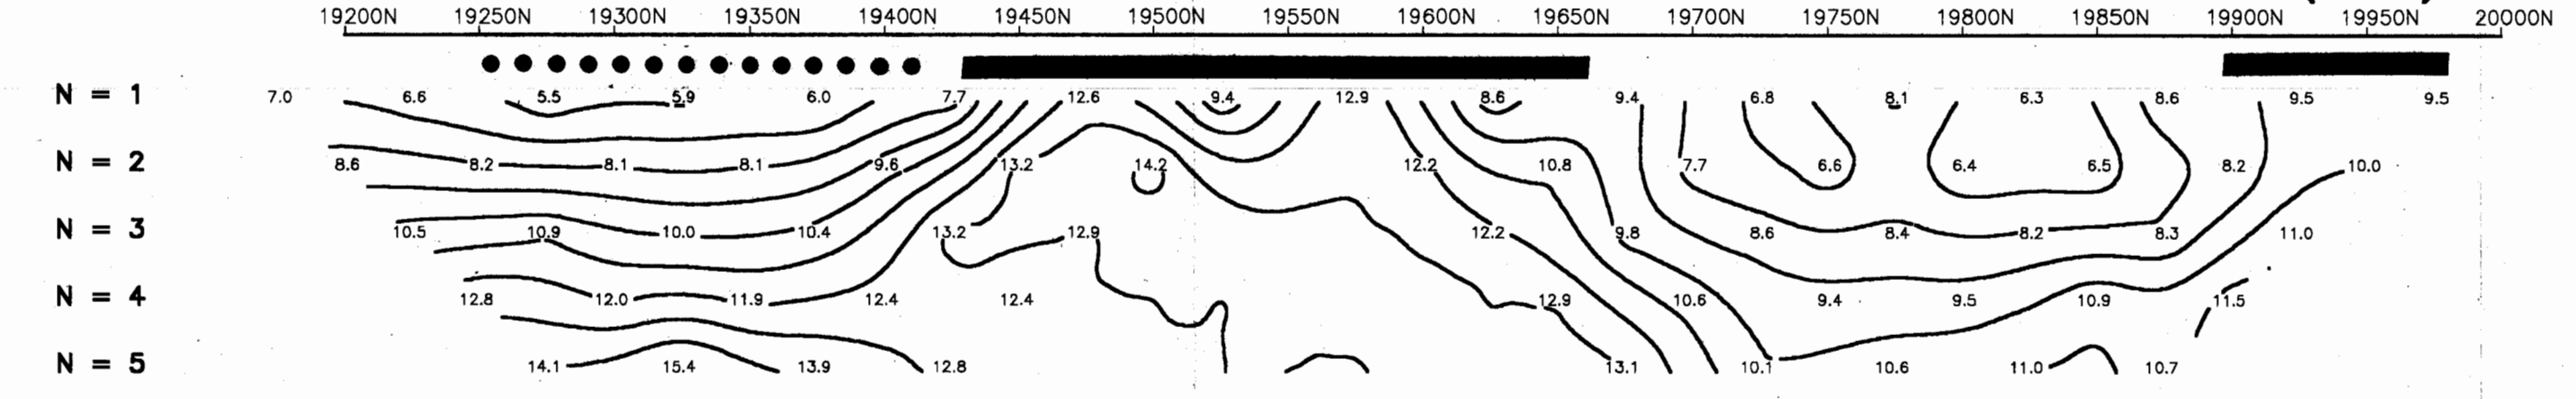 19200N 19250N 19300N 19350N 19400N 19450N 19500N 19550N 19600N 19650N 19700N 19750N 19800N 19850N 19900N 19950N 20000N
N = 1 7.0 6.6 5.5 5.9 6.0 7.7 12.6 9.4 12.9 8.6 9.4 6.8 8.1 6.3 8.6 9.5 9.5
N = 2 8.6 8.2 8.1 8.1 9.6 13.2 14.2 12.2 10.8 7.7 6.6 6.4 6.5 8.2 10.0
N = 3 10.5 10.9 10.0 10.4 13.2 12.9 12.2 9.8 8.6 8.4 8.2 8.3 11.0
N = 4 12.8 12.0 11.9 12.4 12.4 12.9 10.6 9.4 9.5 10.9 11.5
N = 5 14.1 15.4 13.9 12.8 13.1 10.1 10.6 11.0 10.7